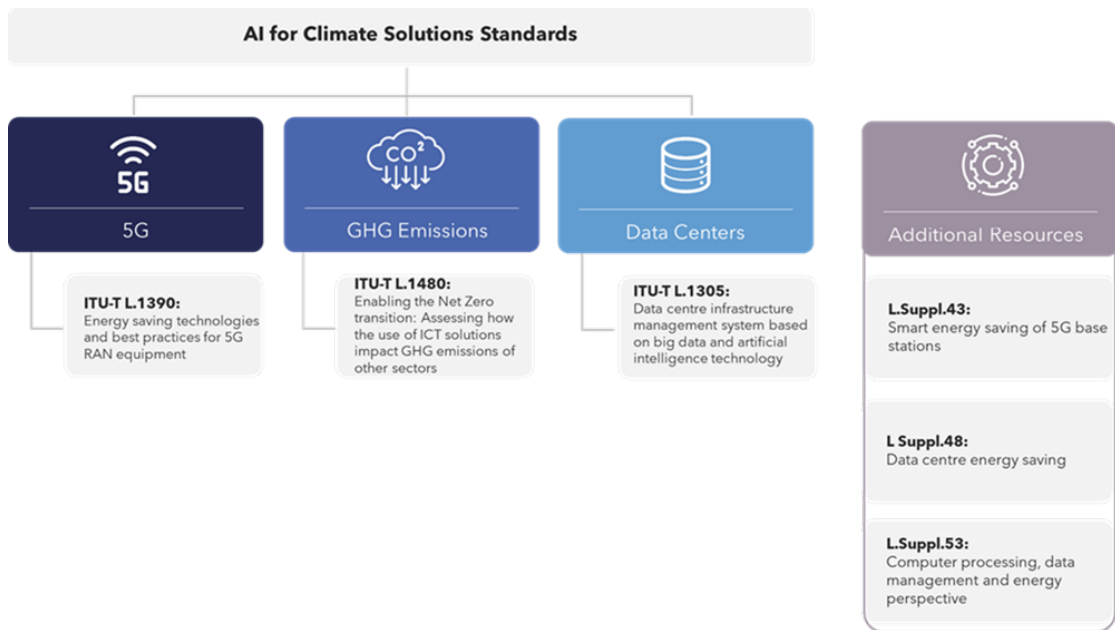 AI for Climate Solutions Standards
5G
5G
ITU-T L.1390:
Energy saving technologies
and best practices for 5G
RAN equipment
CO²
GHG Emissions
ITU-T L.1480:
Enabling the Net Zero
transition: Assessing how
the use of ICT solutions
impact GHG emissions of
other sectors
Data Centers
ITU-T L.1305:
Data centre infrastructure
management system based
on big data and artificial
intelligence technology
Additional Resources
L.Suppl.43:
Smart energy saving of 5G base
stations
L Suppl.48:
Data centre energy saving
L.Suppl.53:
Computer processing, data
management and energy
perspective